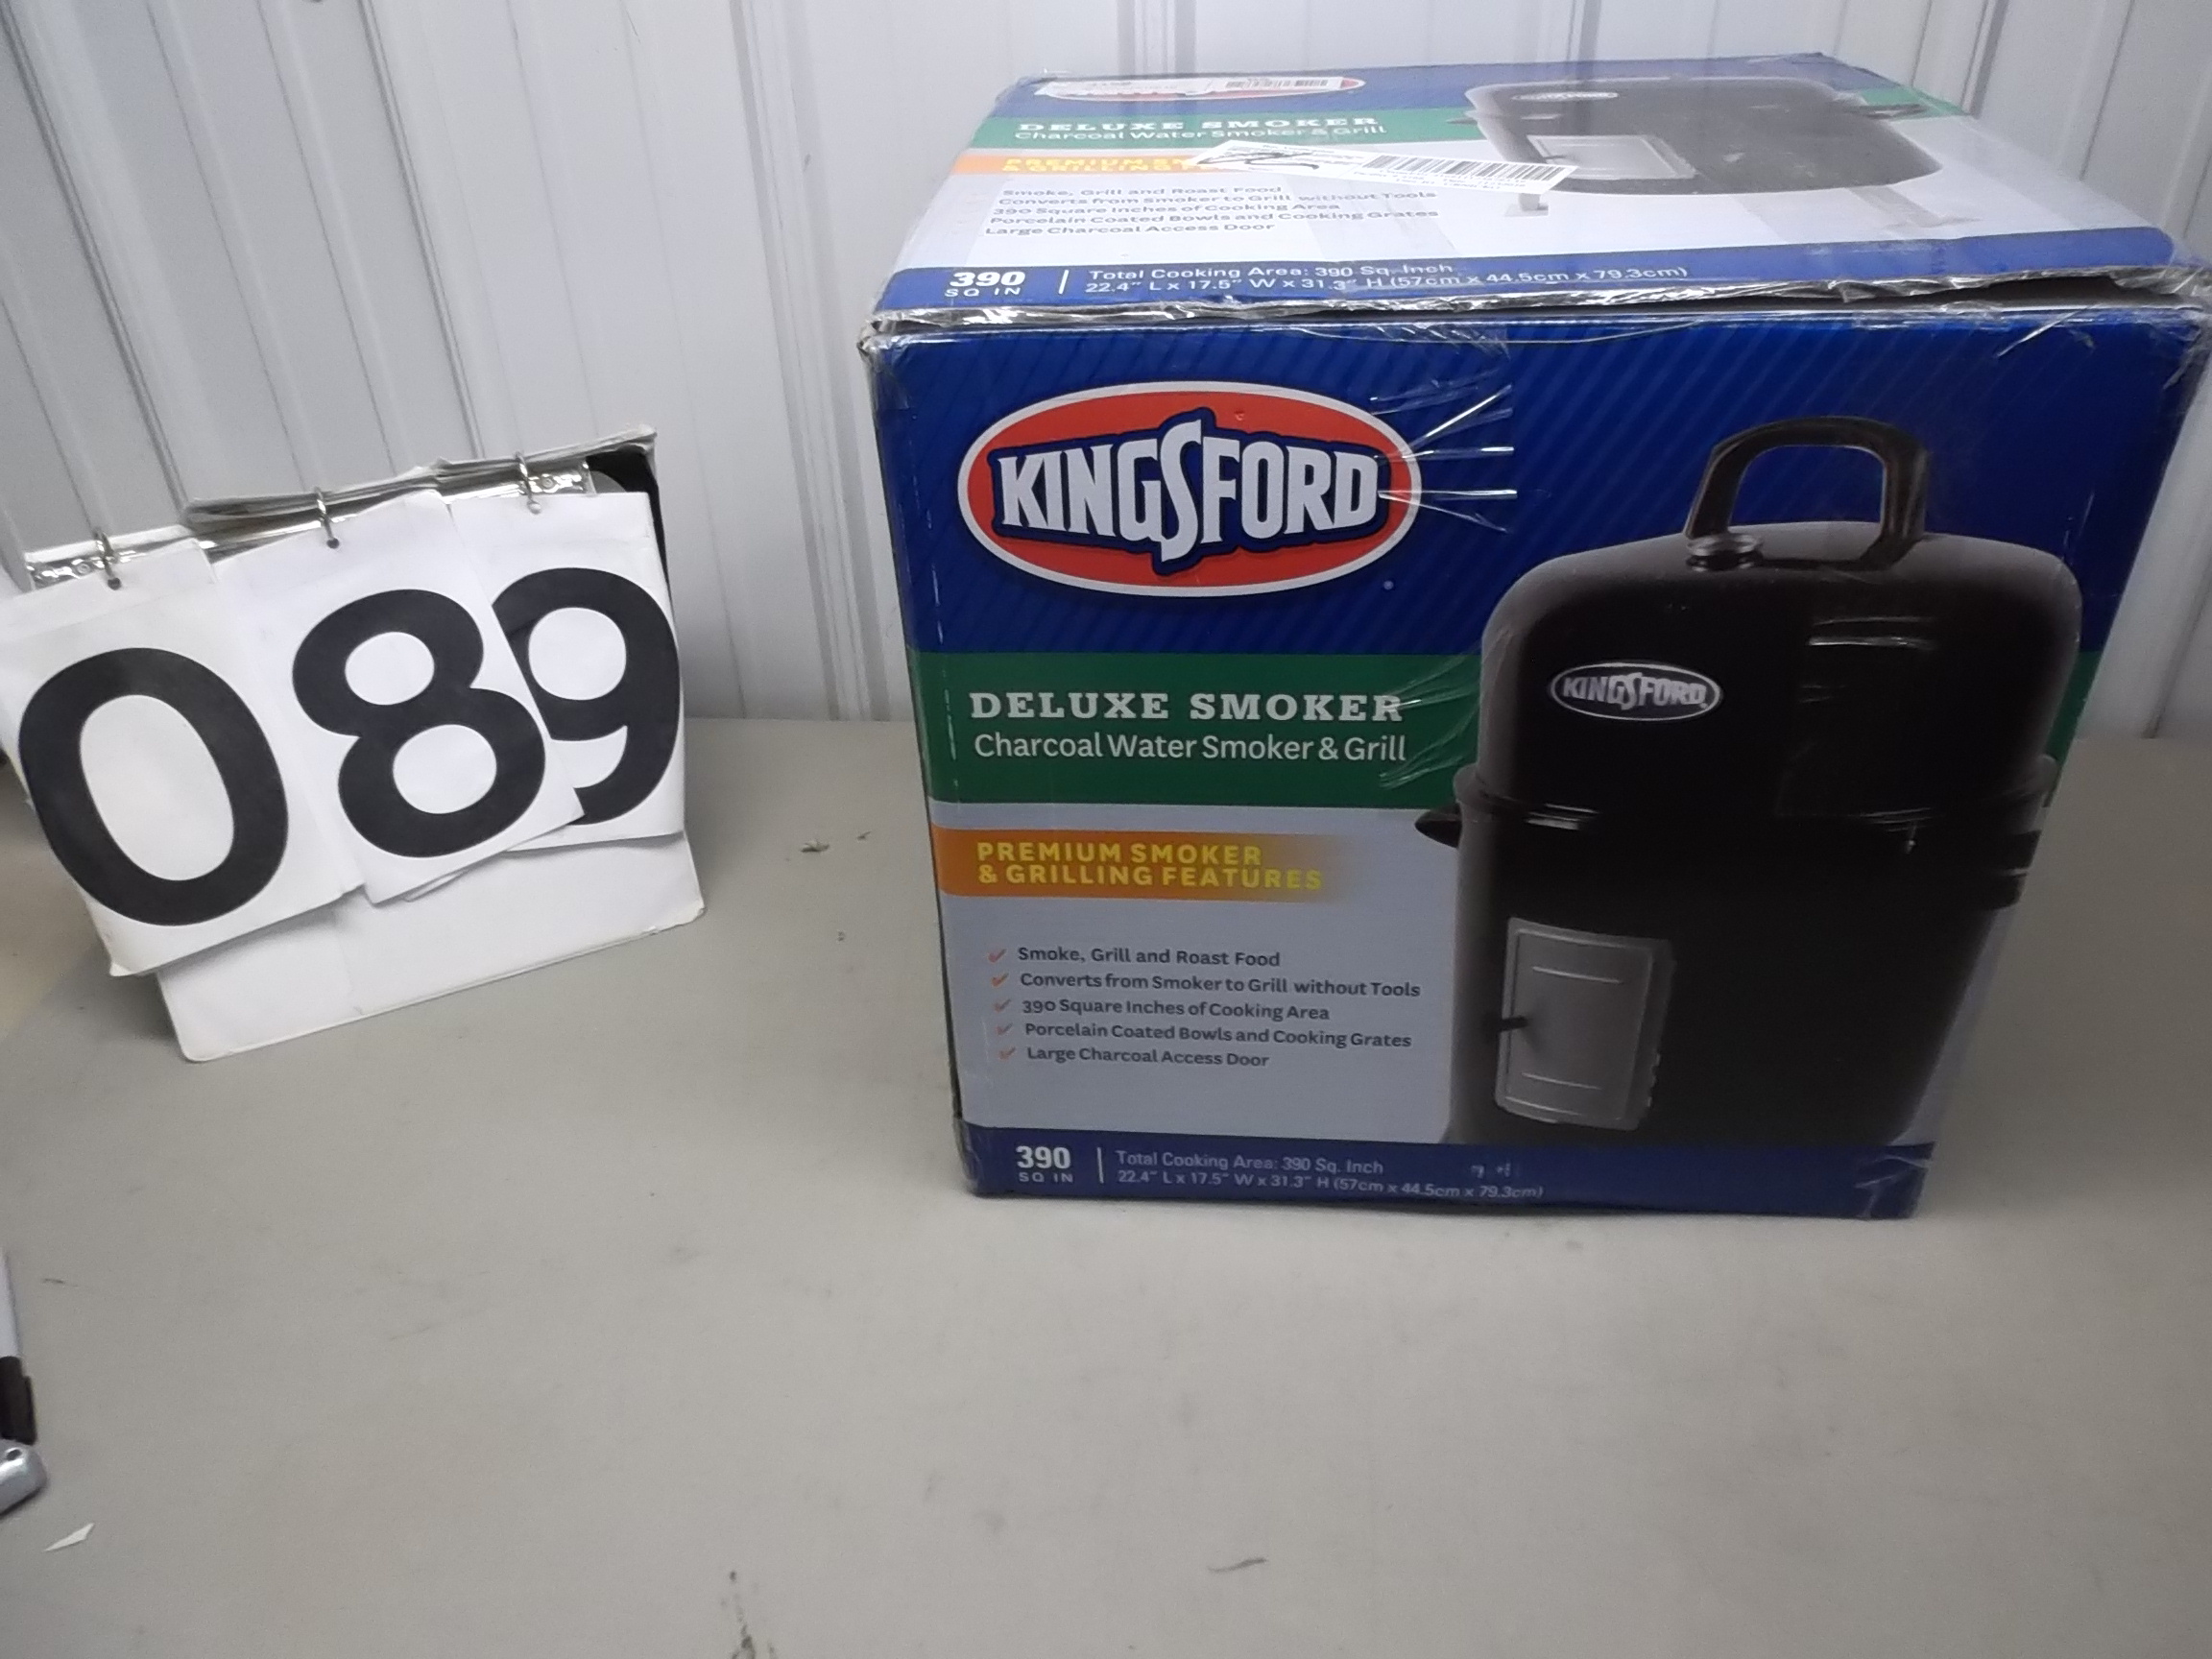 089
DELUXE SMOKER
Charcoal Water Smoker & Grill
PREMIUM
& GRILLING
Smoke, Grill and Roast Food
Converts from Smoker to Grill without Tools
390 Square Inches of Cooking Area
Porcelain Coated Bowls and Cooking Grates
Large Charcoal Access Door
390
SQ IN
Total Cooking Area: 390 Sq. Inch
22.4" L x 17.5" W x 31.3" H (57cm x 44.5cm x 79.3cm)
KINGSFORD
KINGSFORD
DELUXE SMOKER
Charcoal Water Smoker & Grill
PREMIUM SMOKER
& GRILLING FEATURES
Smoke, Grill and Roast Food
Converts from Smoker to Grill without Tools
390 Square Inches of Cooking Area
Porcelain Coated Bowls and Cooking Grates
Large Charcoal Access Door
390
SQ IN
Total Cooking Area: 390 Sq. Inch
22.4" L x 17.5" W x 31.3" H (57cm x 44.5cm x 79.3cm)